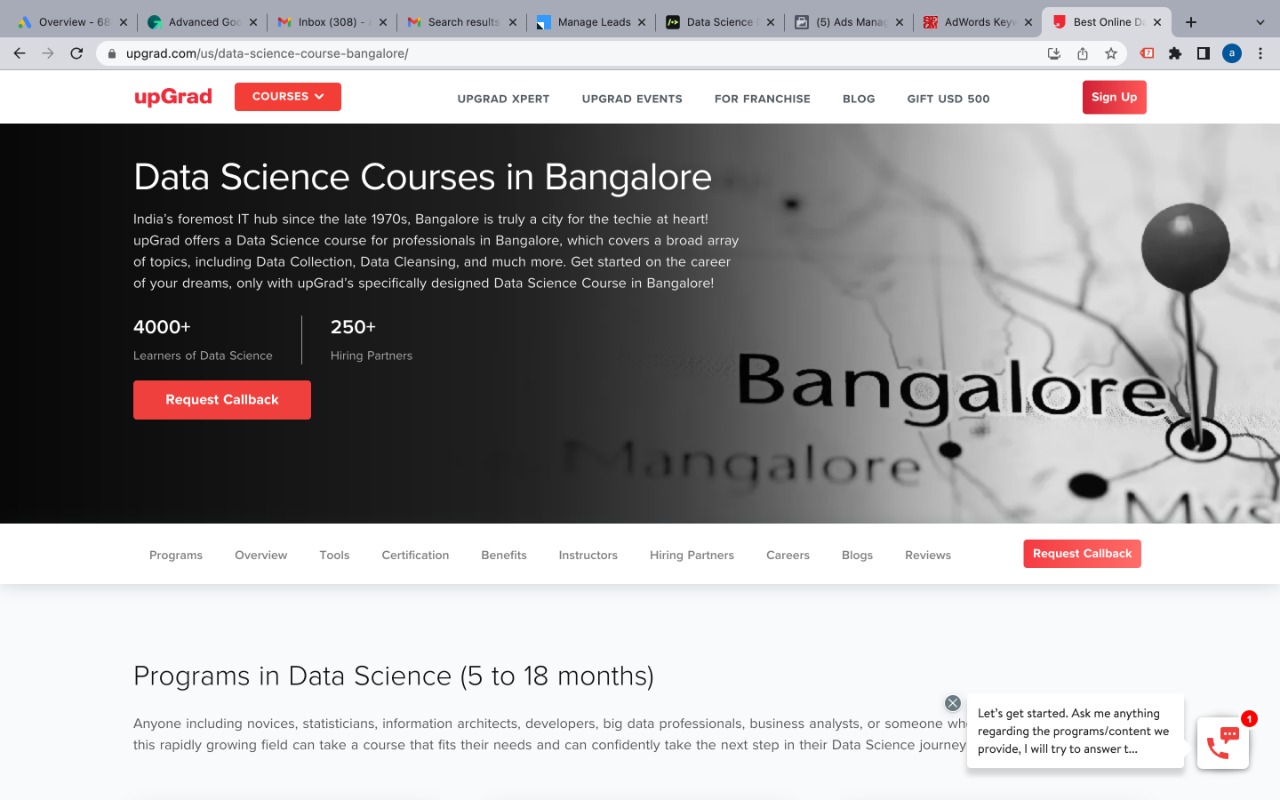 Overview - 68
Advanced Goo
Inbox (308) -
Search results
Manage Leads
Data Science
(5) Ads Manag
AdWords Keyw
Best Online Da
upgrad.com/us/data-science-course-bangalore/
7
a
upGrad
COURSES
UPGRAD XPERT
UPGRAD EVENTS
FOR FRANCHISE
BLOG
GIFT USD 500
Sign Up
Data Science Courses in Bangalore
India’s foremost IT hub since the late 1970s, Bangalore is truly a city for the techie at heart!
upGrad offers a Data Science course for professionals in Bangalore, which covers a broad array
of topics, including Data Collection, Data Cleansing, and much more. Get started on the career
of your dreams, only with upGrad’s specifically designed Data Science Course in Bangalore!
4000+
Learners of Data Science
250+
Hiring Partners
Request Callback
Bangalore
Mangalore
Mys
Programs
Overview
Tools
Certification
Benefits
Instructors
Hiring Partners
Careers
Blogs
Reviews
Request Callback
Programs in Data Science (5 to 18 months)
Anyone including novices, statisticians, information architects, developers, big data professionals, business analysts, or someone wh
this rapidly growing field can take a course that fits their needs and can confidently take the next step in their Data Science journey
Let’s get started. Ask me anything
regarding the programs/content we
provide, I will try to answer t...
1